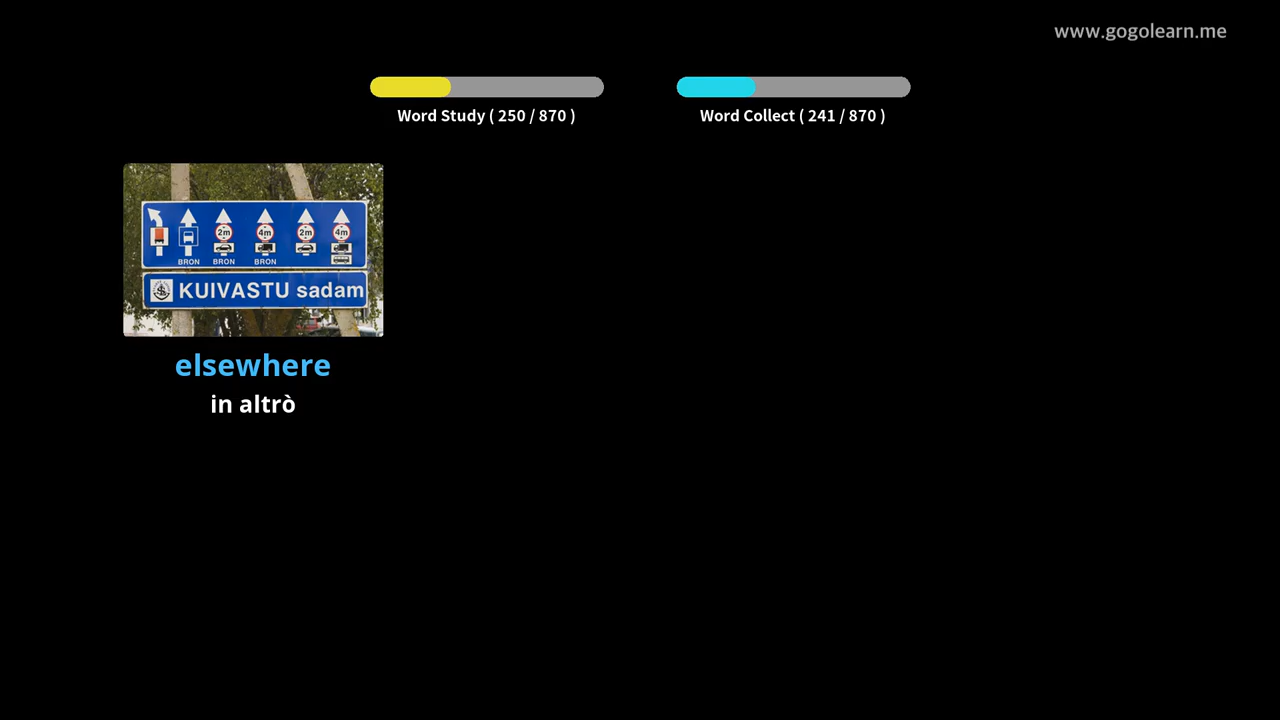 www.gogolearn.me
Word Study ( 250 / 870 )
Word Collect ( 241 / 870 )
2m 4m 2m 4m
BRON BRON BRON
KUIVASTU sadam
elsewhere
in altrò